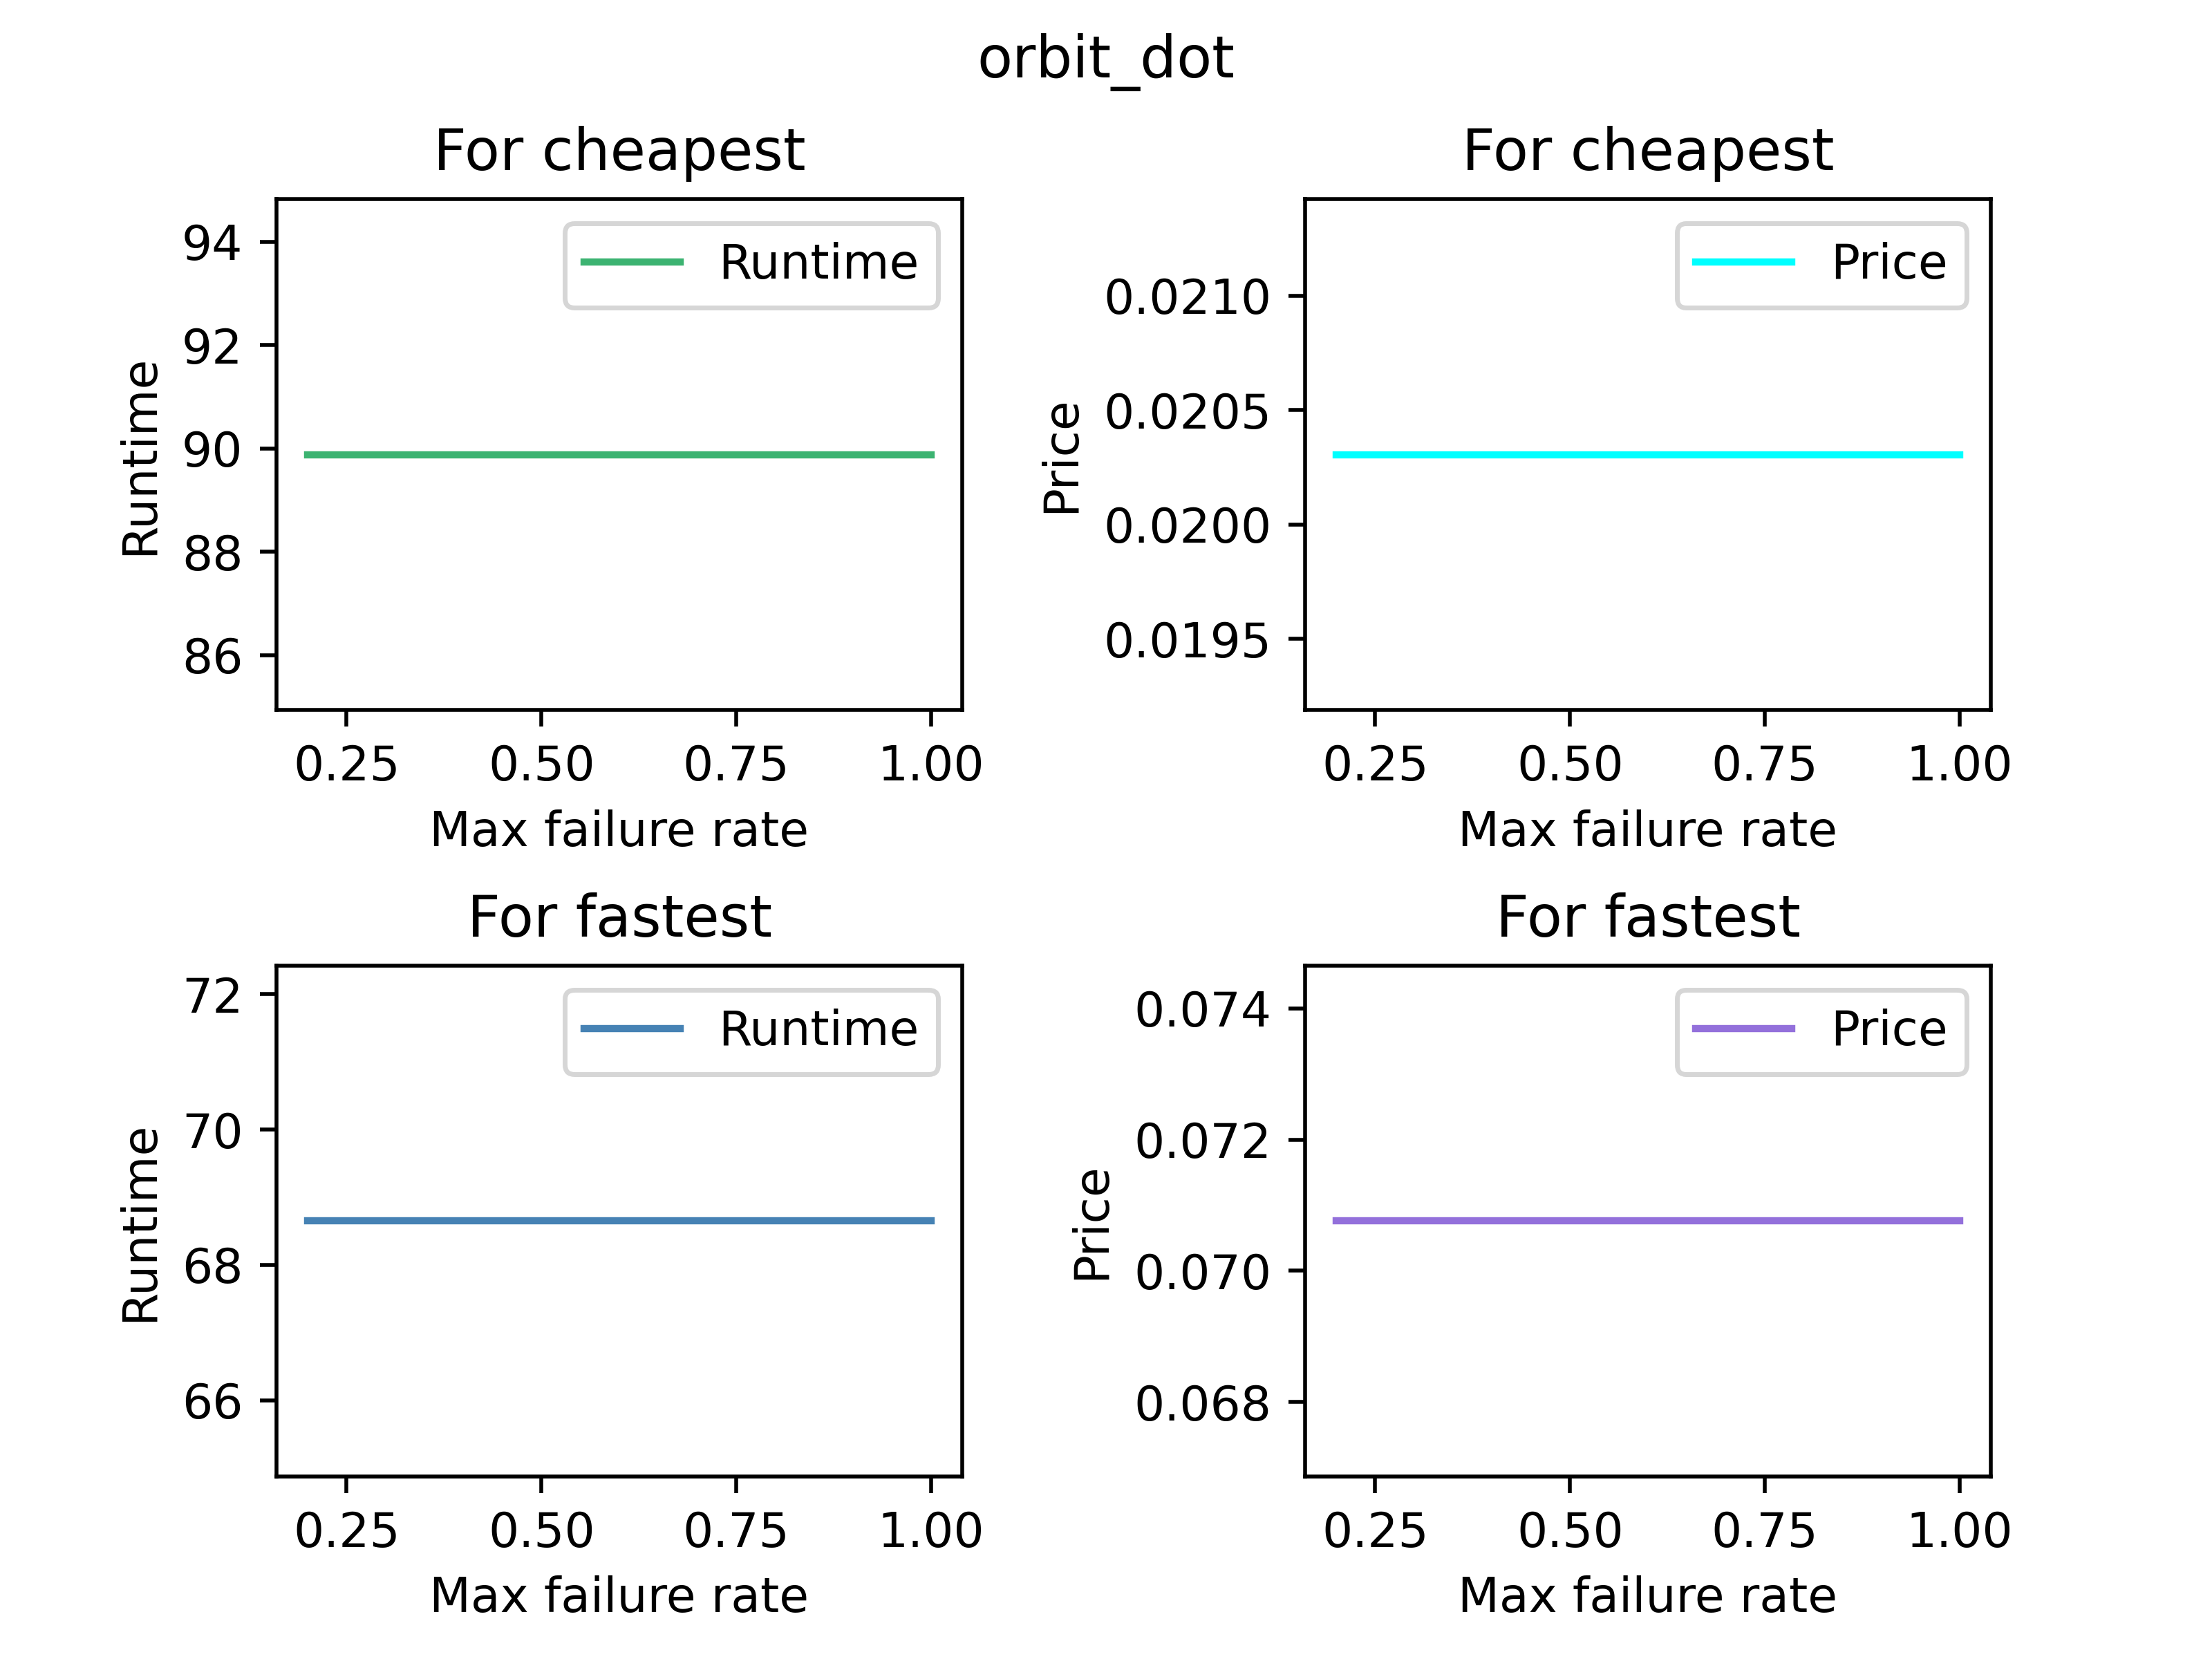 orbit_dot
For cheapest
Runtime
94
92
90
88
86
Runtime
0.25 0.50 0.75 1.00
Max failure rate
For cheapest
Price
0.0210
0.0205
0.0200
0.0195
Price
0.25 0.50 0.75 1.00
Max failure rate
For fastest
Runtime
72
70
68
66
Runtime
0.25 0.50 0.75 1.00
Max failure rate
For fastest
Price
0.074
0.072
0.070
0.068
Price
0.25 0.50 0.75 1.00
Max failure rate